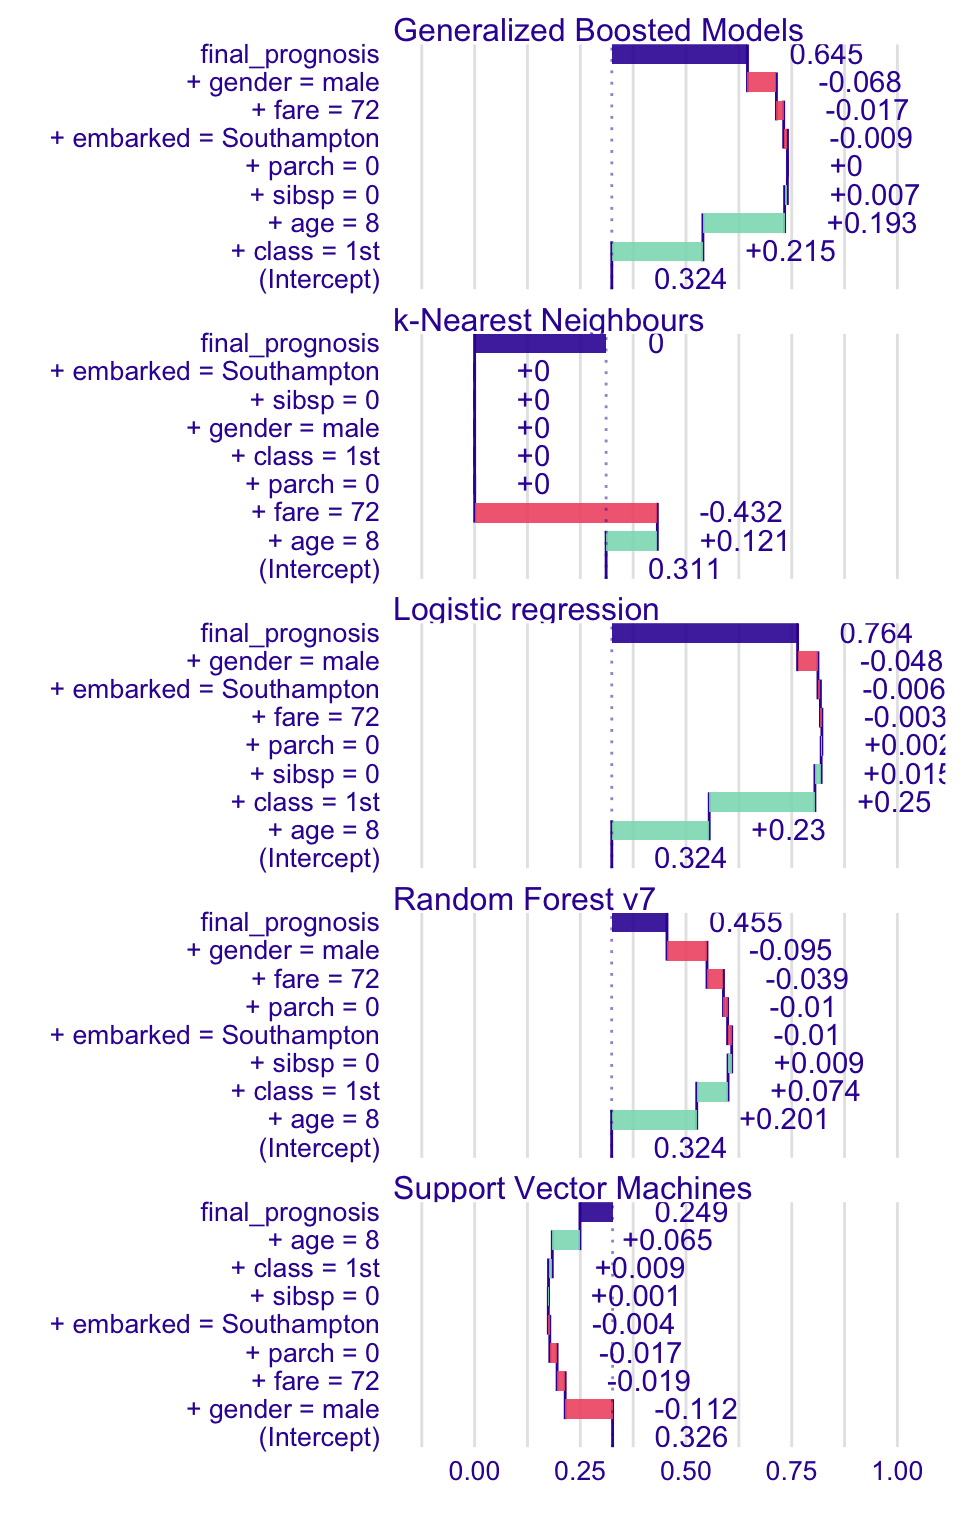 Generalized Boosted Models
final_prognosis 0.645
+ gender = male -0.068
+ fare = 72 -0.017
+ embarked = Southampton -0.009
+ parch = 0 +0
+ sibsp = 0 +0.007
+ age = 8 +0.193
+ class = 1st +0.215
(Intercept) 0.324
k-Nearest Neighbours
final_prognosis 0
+ embarked = Southampton +0
+ sibsp = 0 +0
+ gender = male +0
+ class = 1st +0
+ parch = 0 +0
+ fare = 72 -0.432
+ age = 8 +0.121
(Intercept) 0.311
Logistic regression
final_prognosis 0.764
+ gender = male -0.048
+ embarked = Southampton -0.006
+ fare = 72 -0.003
+ parch = 0 +0.002
+ sibsp = 0 +0.015
+ class = 1st +0.25
+ age = 8 +0.23
(Intercept) 0.324
Random Forest v7
final_prognosis 0.455
+ gender = male -0.095
+ fare = 72 -0.039
+ parch = 0 -0.01
+ embarked = Southampton -0.01
+ sibsp = 0 +0.009
+ class = 1st +0.074
+ age = 8 +0.201
(Intercept) 0.324
Support Vector Machines
final_prognosis 0.249
+ age = 8 +0.065
+ class = 1st +0.009
+ sibsp = 0 +0.001
+ embarked = Southampton -0.004
+ parch = 0 -0.017
+ fare = 72 -0.019
+ gender = male -0.112
(Intercept) 0.326
0.00 0.25 0.50 0.75 1.00